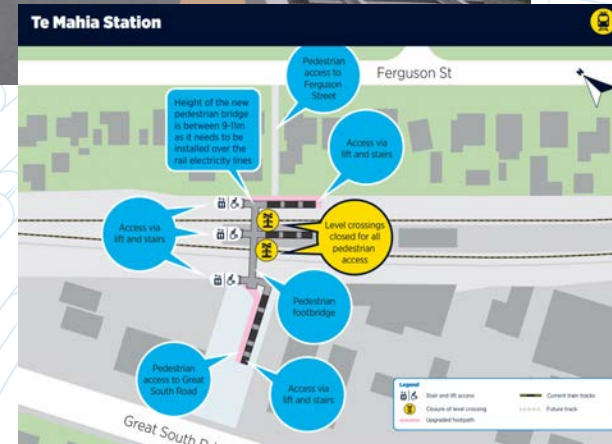 Te Mahia Station
Pedestrian
access to
Ferguson
Street
Ferguson St
Height of the new
pedestrian bridge
is between 9-11m
as it needs to be
installed over the
rail electricity lines
Access via
lift and stairs
Access via
lift and stairs
Level crossings
closed for all
pedestrian
access
Pedestrian
footbridge
Pedestrian
access to Great
South Road
Access via
lift and stairs
Great South
Legend
Stair and lift access
Closure of level crossing
Upgraded footpath
Current train tracks
Future track